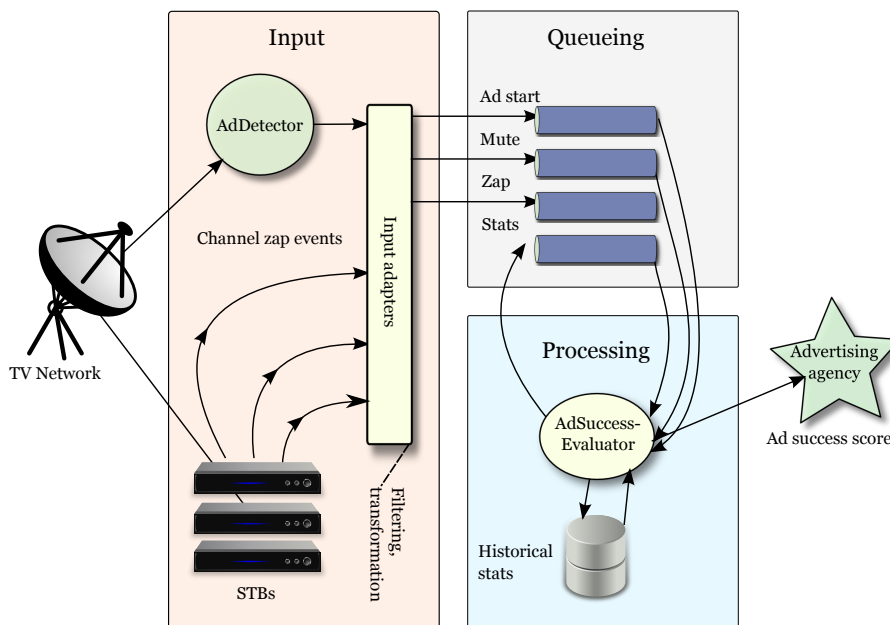 Input
Queueing
AdDetector
Ad start
Mute
Zap
Stats
Channel zap events
Input adapters
TV Network
Processing
Advertising
agency
Ad success score
AdSuccess-
Evaluator
Filtering,
transformation
Historical
stats
STBs